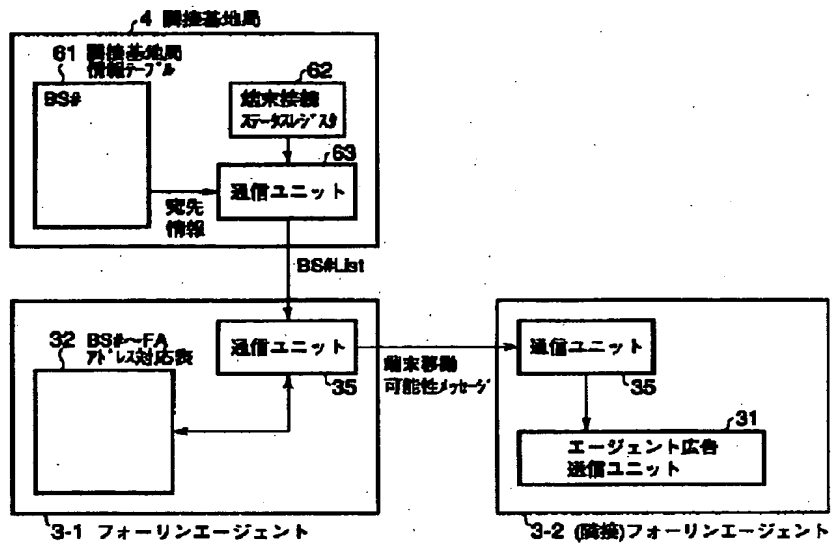 4 隣接基地局
61 隣接基地局
情報テーブル
BS#
62
端末接続
ステータスレジスタ
63
通信ユニット
宛先
情報
BS#List
32 BS#〜FA
アドレス対応表
通信ユニット
35
端末移動
可能性メッセージ
通信ユニット
35
31
エージェント広告
送信ユニット
3-1 フォーリンエージェント
3-2 (隣接)フォーリンエージェント